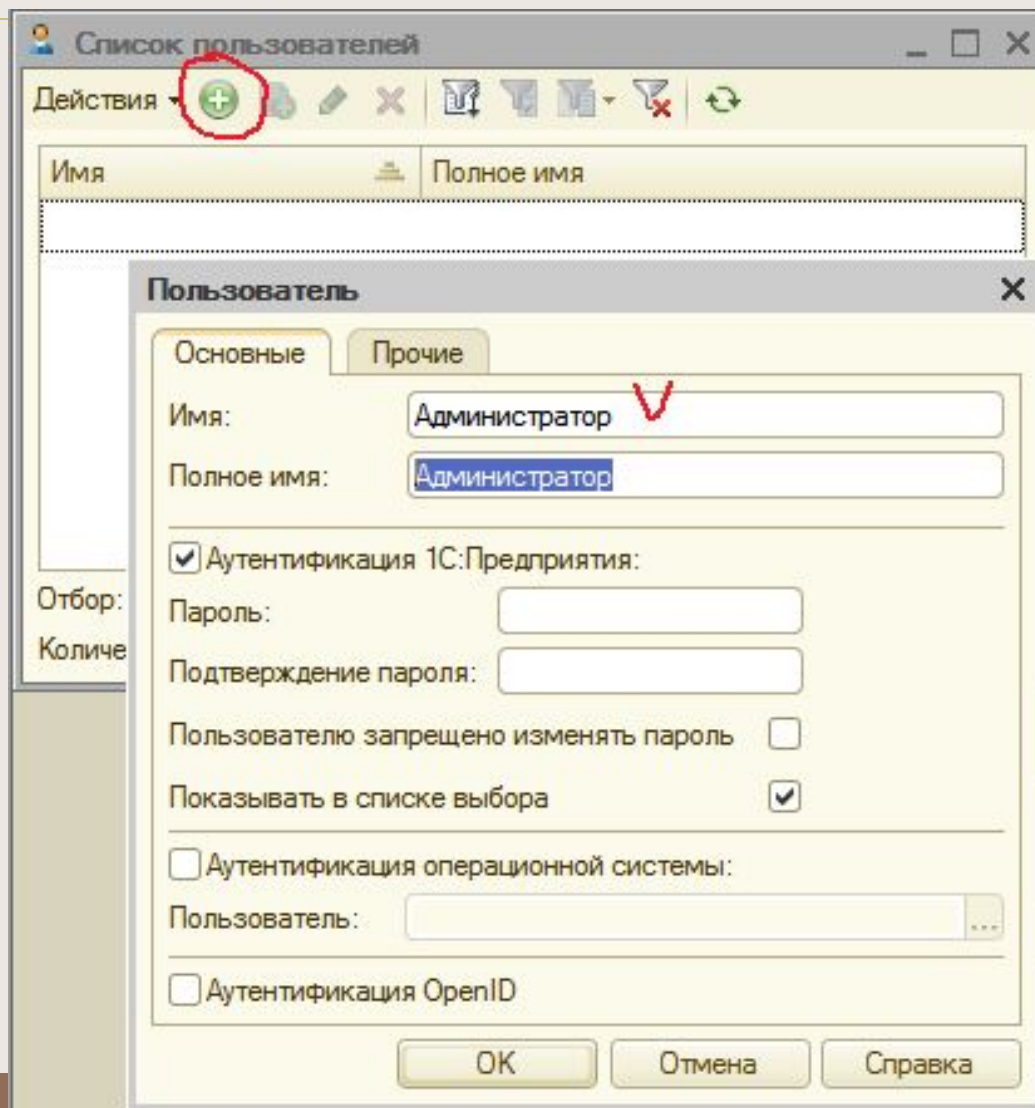 Список пользователей
Действия
Имя
Полное имя
Пользователь
Основные
Прочие
Имя:
Администратор
Полное имя:
Администратор
Аутентификация 1С:Предприятия:
Отбор:
Пароль:
Количе
Подтверждение пароля:
Пользователю запрещено изменять пароль
Показывать в списке выбора
Аутентификация операционной системы:
Пользователь:
...
Аутентификация OpenID
ОК
Отмена
Справка